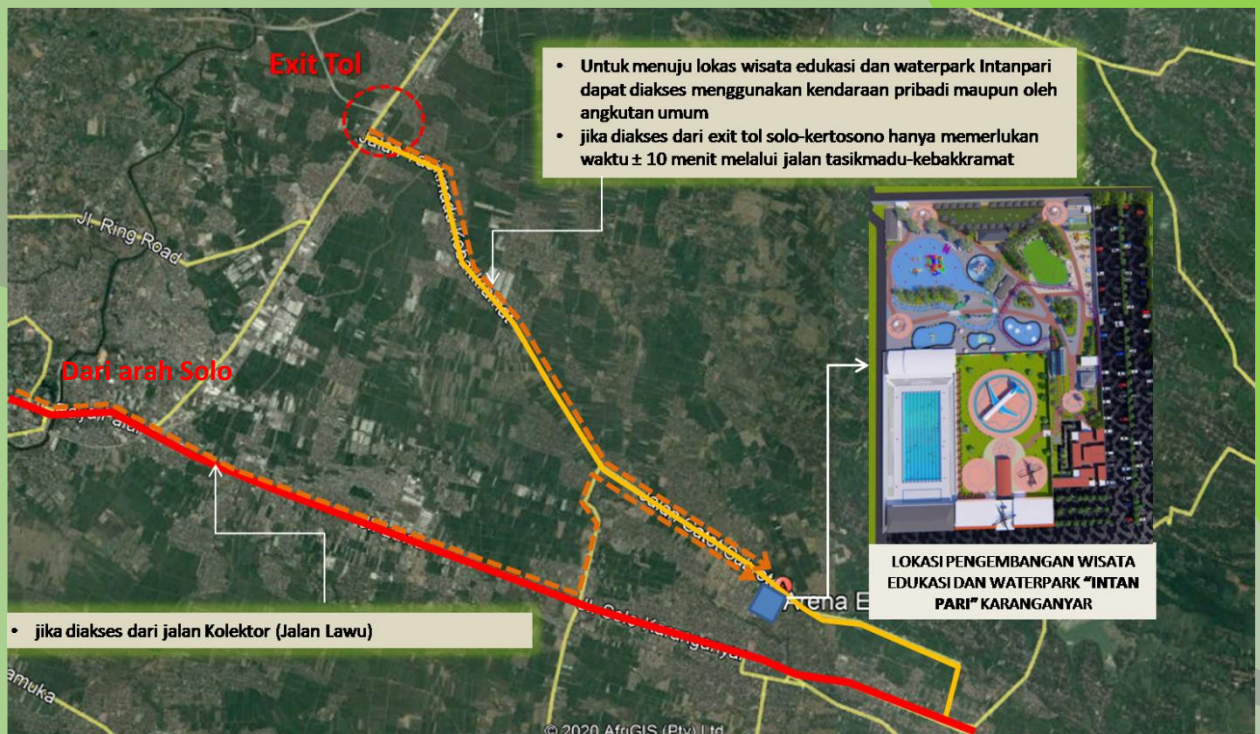 Exit Tol
• Untuk menuju lokas wisata edukasi dan waterpark Intanpari
dapat diakses menggunakan kendaraan pribadi maupun oleh
angkutan umum
• jika diakses dari exit tol solo-kertosono hanya memerlukan
waktu ± 10 menit melalui jalan tasikmadu-kebakkramat
Jl. Ring Road
Dari arah Solo
Arena E
LOKASI PENGEMBANGAN WISATA
EDUKASI DAN WATERPARK “INTAN
PARI” KARANGANYAR
• jika diakses dari jalan Kolektor (Jalan Lawu)
amuka
© 2020 AfriGIS (Pty) Ltd